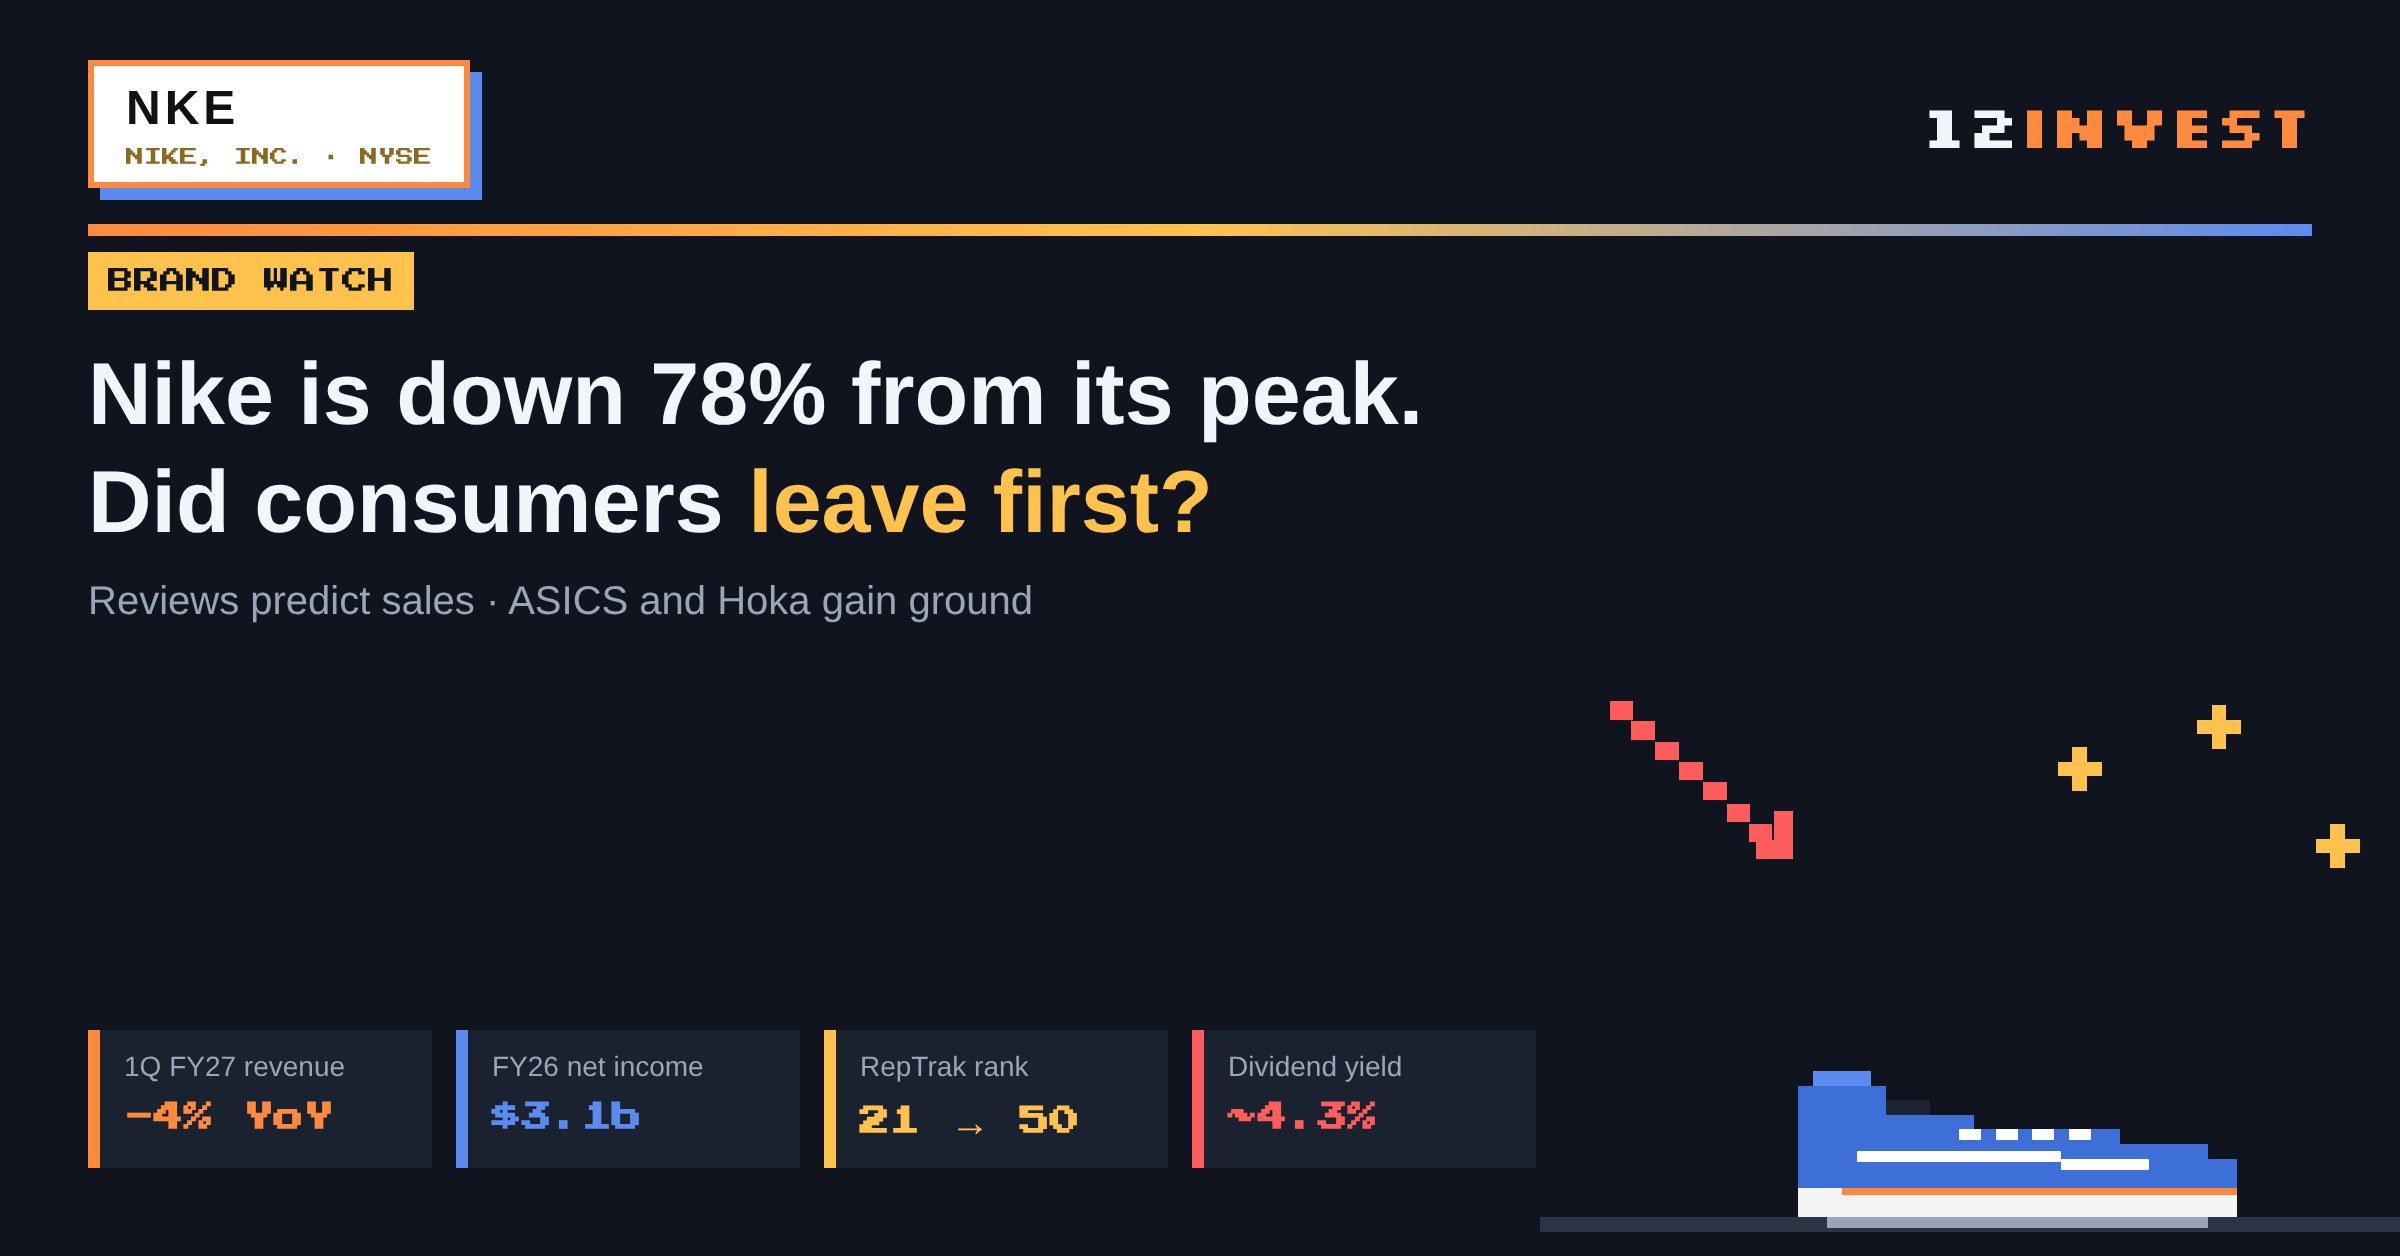 NKE
NIKE, INC. · NYSE
12INVEST
BRAND WATCH
Nike is down 78% from its peak.
Did consumers leave first?
Reviews predict sales · ASICS and Hoka gain ground
1Q FY27 revenue
−4% YoY
FY26 net income
$3.1b
RepTrak rank
21 → 50
Dividend yield
~4.3%